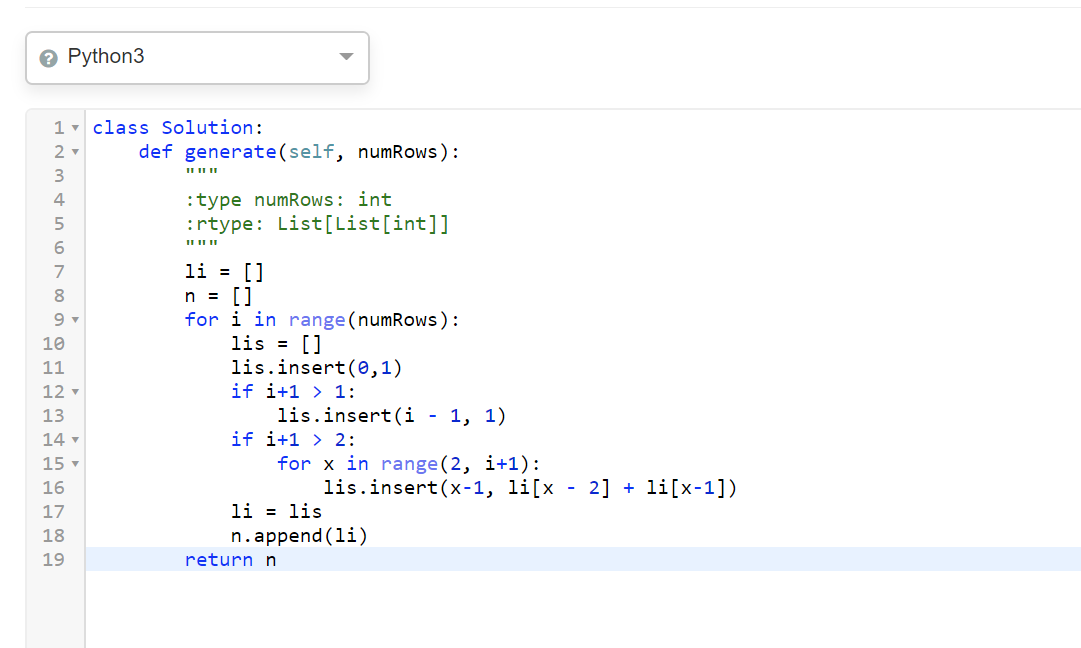 Python3
1 class Solution:
2     def generate(self, numRows):
3         """
4         :type numRows: int
5         :rtype: List[List[int]]
6         """
7         li = []
8         n = []
9         for i in range(numRows):
10             lis = []
11             lis.insert(0,1)
12             if i+1 > 1:
13                 lis.insert(i - 1, 1)
14             if i+1 > 2:
15                 for x in range(2, i+1):
16                     lis.insert(x-1, li[x - 2] + li[x-1])
17             li = lis
18             n.append(li)
19         return n